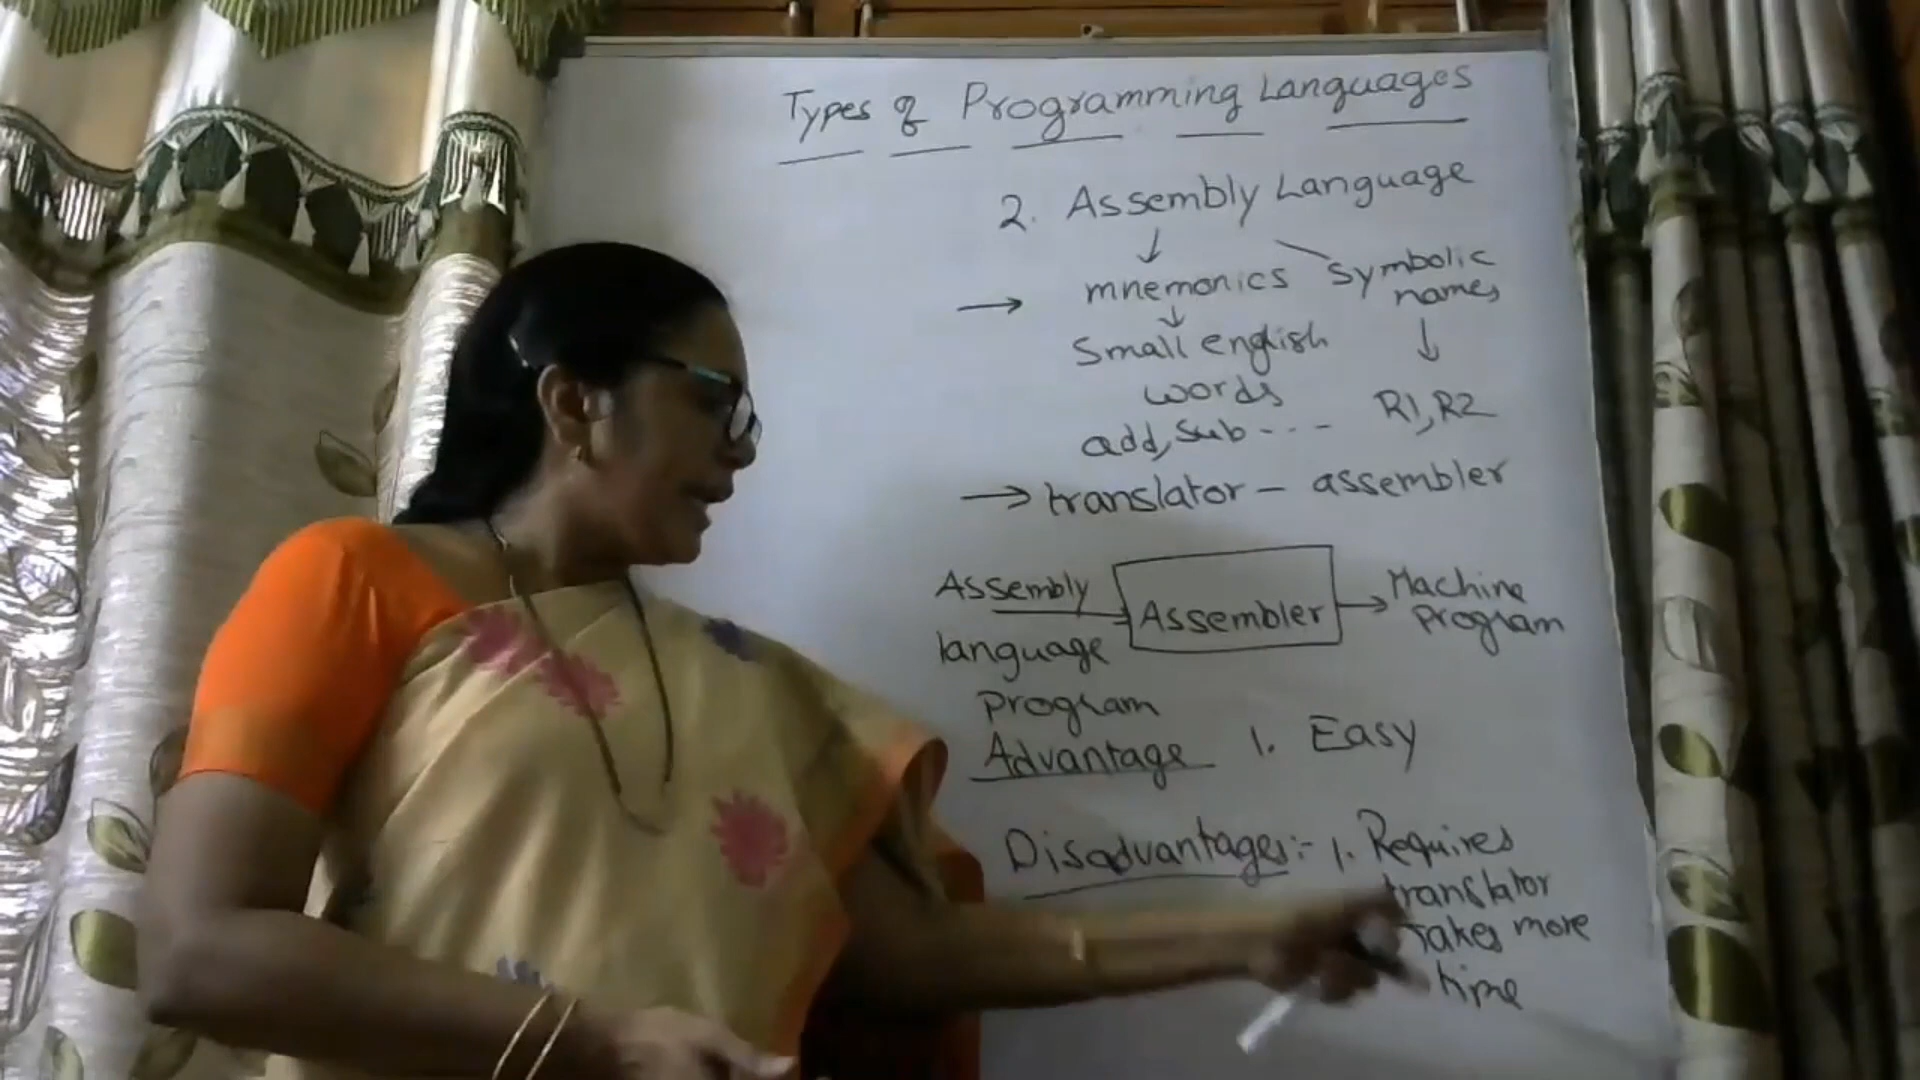 Types of Programming Languages
2. Assembly Language
mnemonics
symbolic names
Small english words
add, sub - - -
R1, R2
translator - assembler
Assembly language program
Assembler
Machine program
Advantage 1. Easy
Disadvantages:- 1. Requires
translator
takes more
time